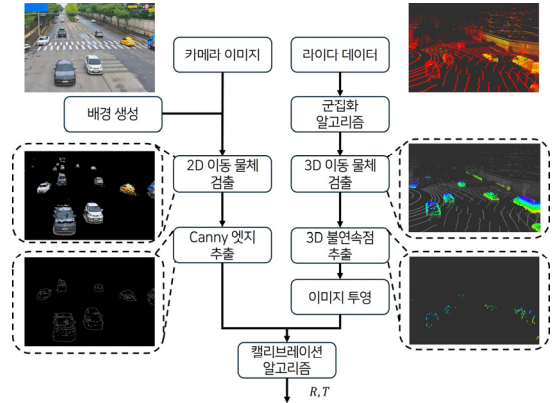 카메라 이미지
라이다 데이터
배경 생성
군집화
알고리즘
2D 이동 물체
검출
3D 이동 물체
검출
Canny 엣지
추출
3D 불연속점
추출
이미지 투영
캘리브레이션
알고리즘
R, T